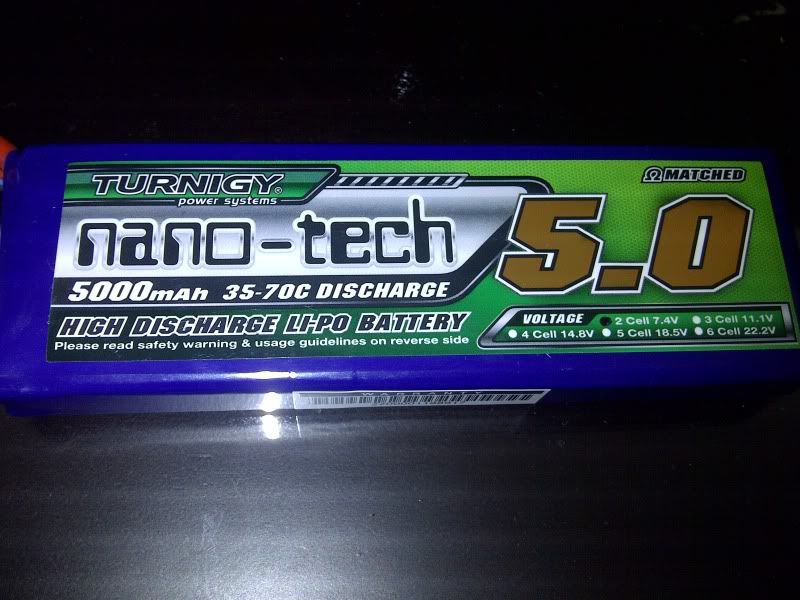 TURNIGY®
power systems
Ω MATCHED
nano-tech
5.0
5000mAh 35-70C DISCHARGE
HIGH DISCHARGE LI-PO BATTERY
Please read safety warning & usage guidelines on reverse side
VOLTAGE 2 Cell 7.4V 3 Cell 11.1V
4 Cell 14.8V 5 Cell 18.5V 6 Cell 22.2V